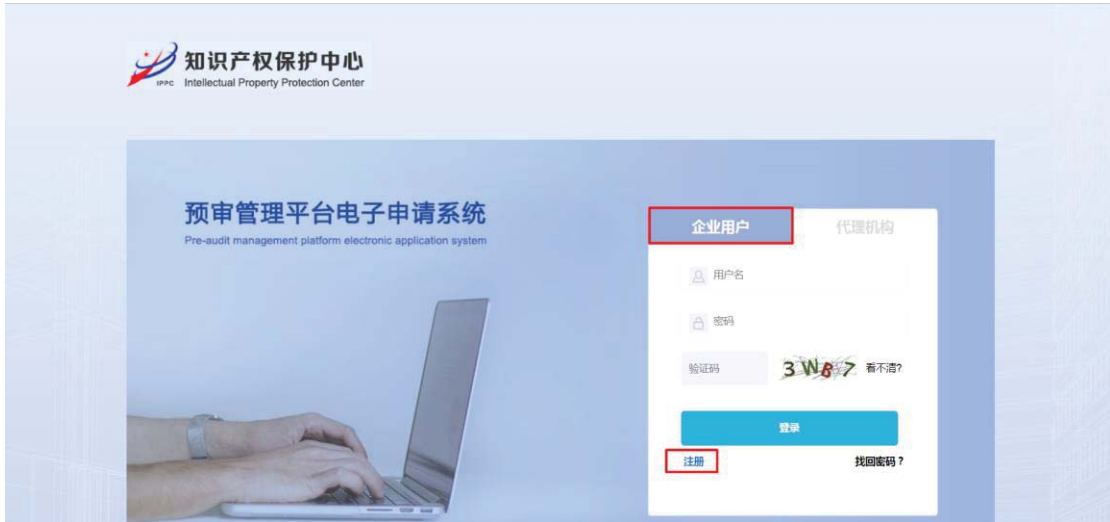 知识产权保护中心
IPPC Intellectual Property Protection Center
预审管理平台电子申请系统
Pre-audit management platform electronic application system
企业用户 代理机构
用户名
密码
验证码 3WB7 看不清?
登录
注册 找回密码？